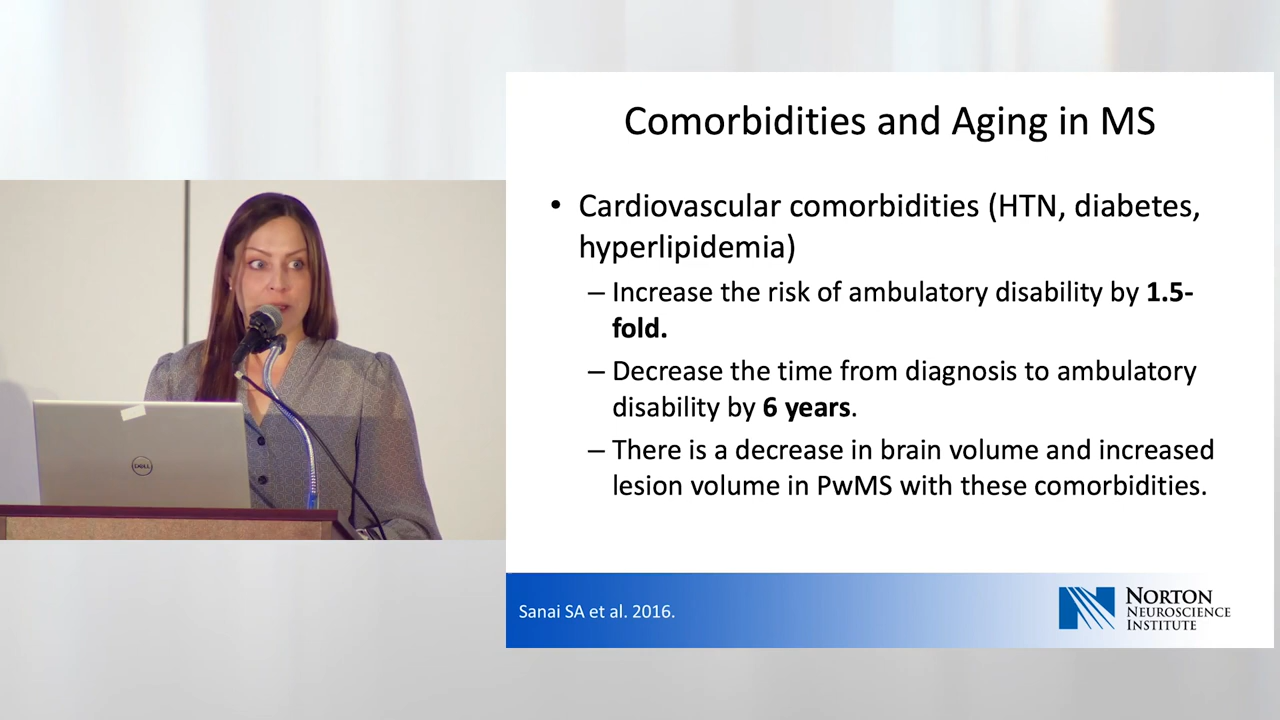 Comorbidities and Aging in MS
• Cardiovascular comorbidities (HTN, diabetes,
hyperlipidemia)
– Increase the risk of ambulatory disability by 1.5-
fold.
– Decrease the time from diagnosis to ambulatory
disability by 6 years.
– There is a decrease in brain volume and increased
lesion volume in PwMS with these comorbidities.
Sanai SA et al. 2016.
NORTON
NEUROSCIENCE
INSTITUTE
DELL